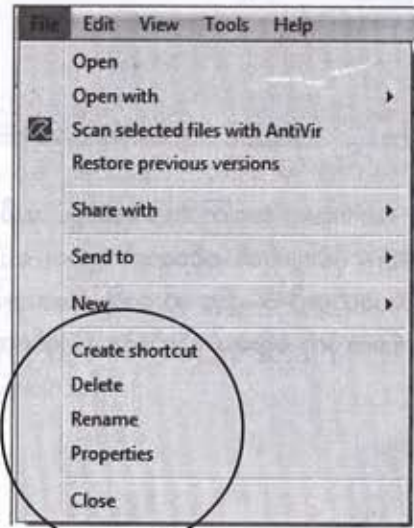 File Edit View Tools Help
Open
Open with
Scan selected files with AntiVir
Restore previous versions
Share with
Send to
New
Create shortcut
Delete
Rename
Properties
Close